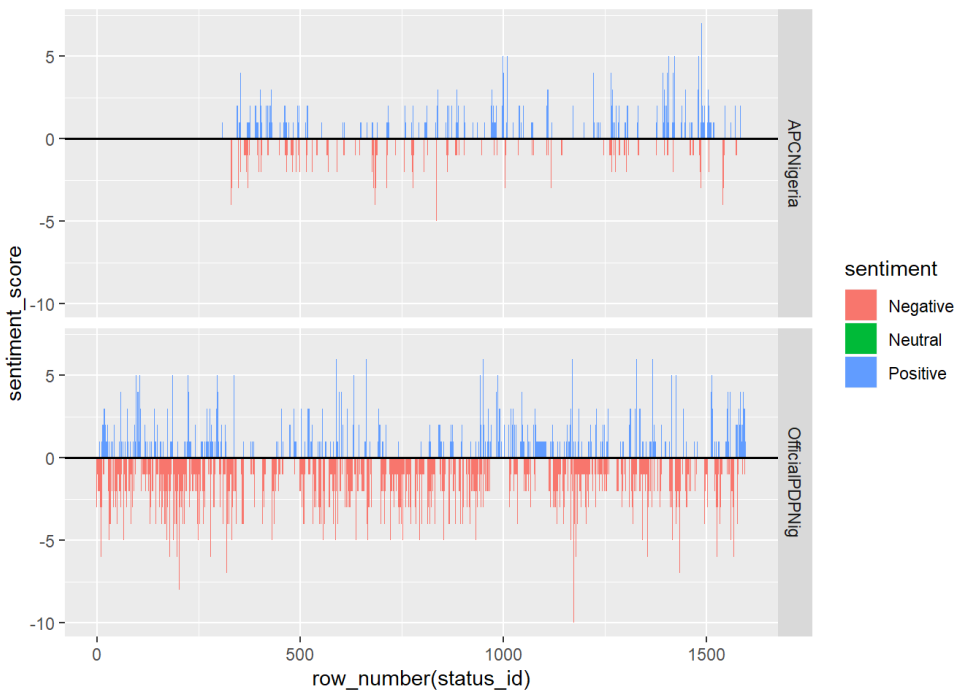 5
0
-5
-10
APCNigeria
5
0
-5
-10
OfficialPDPNig
0
500
1000
1500
row_number(status_id)
sentiment_score
sentiment
Negative
Neutral
Positive